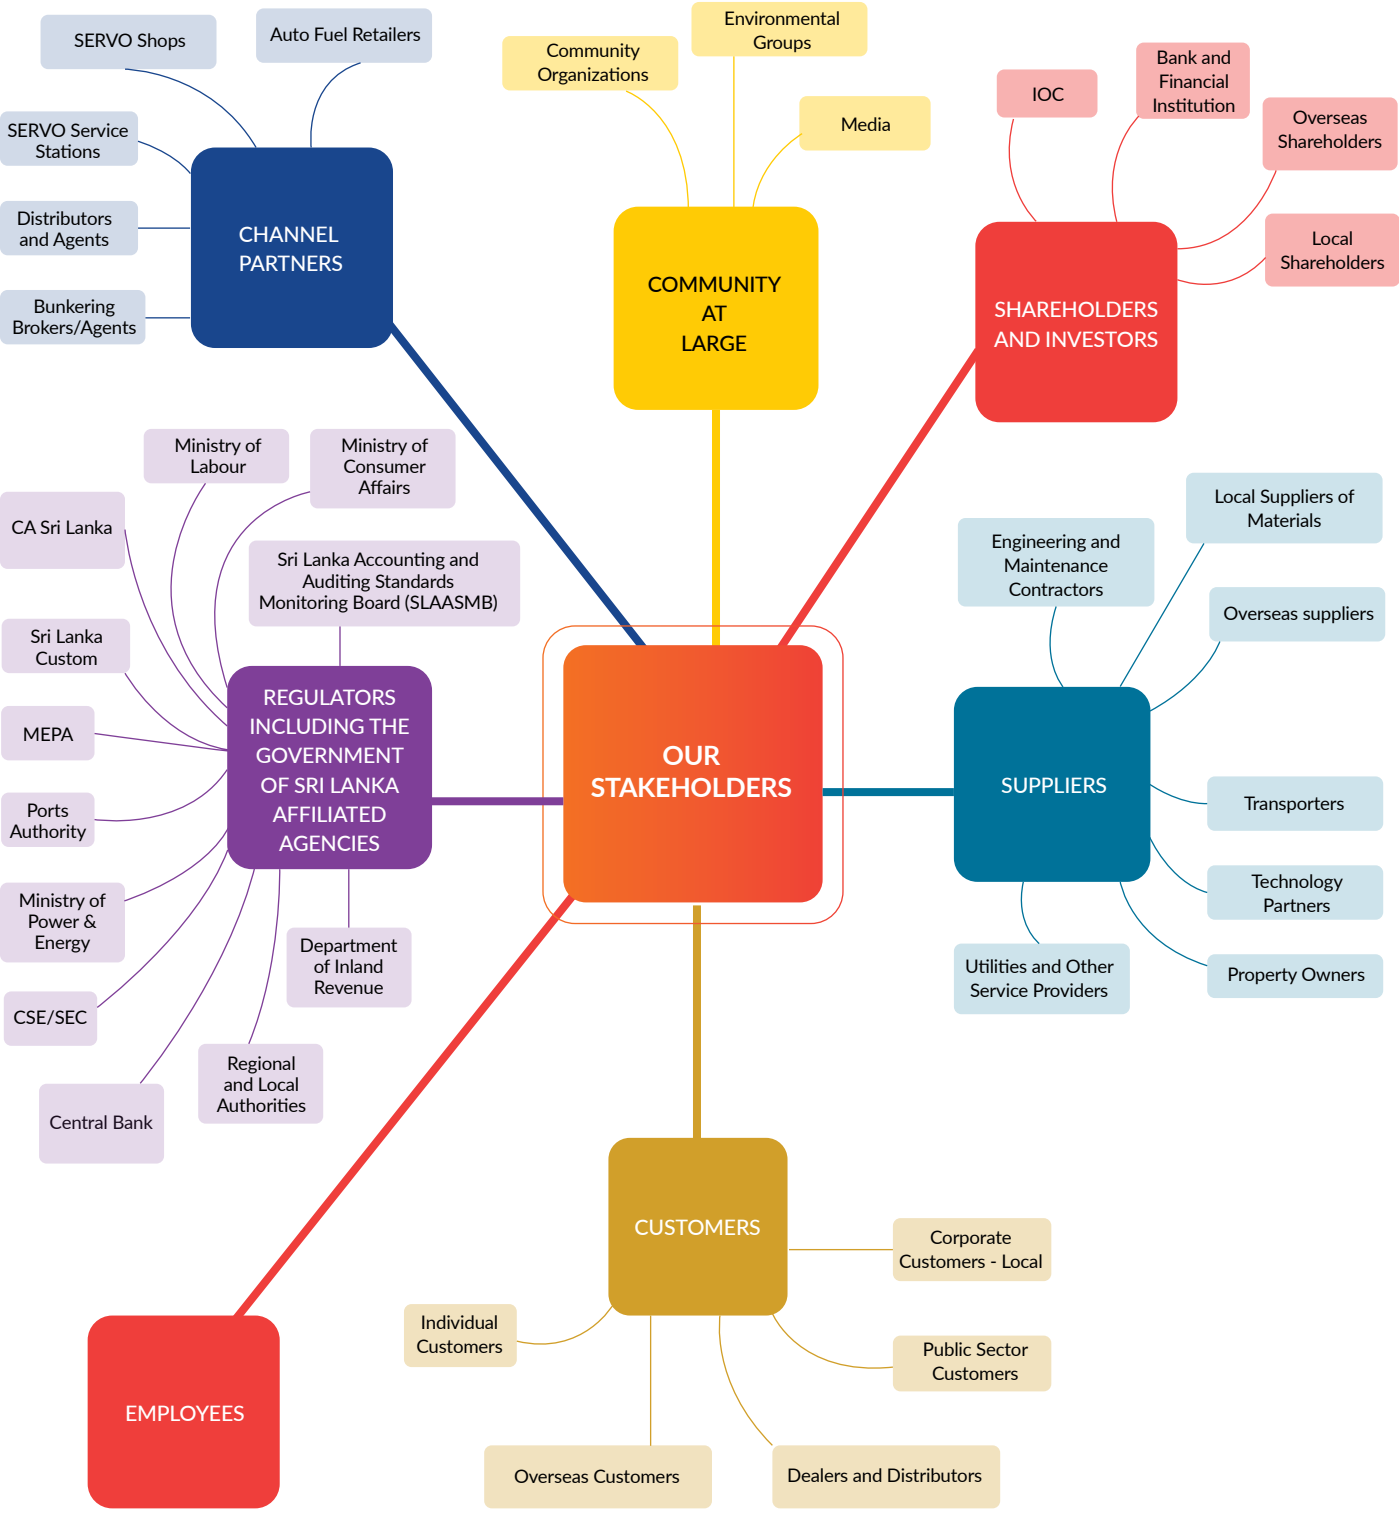 SERVO Shops
Auto Fuel Retailers
SERVO Service
Stations
Distributors
and Agents
Bunkering
Brokers/Agents
CHANNEL
PARTNERS
Community
Organizations
Environmental
Groups
Media
COMMUNITY
AT
LARGE
IOC
Bank and
Financial
Institution
Overseas
Shareholders
Local
Shareholders
SHAREHOLDERS
AND INVESTORS
Ministry of
Labour
Ministry of
Consumer
Affairs
CA Sri Lanka
Sri Lanka Accounting and
Auditing Standards
Monitoring Board (SLAASMB)
Sri Lanka
Custom
MEPA
Ports
Authority
Ministry of
Power &
Energy
CSE/SEC
Central Bank
Regional
and Local
Authorities
Department
of Inland
Revenue
REGULATORS
INCLUDING THE
GOVERNMENT
OF SRI LANKA
AFFILIATED
AGENCIES
OUR
STAKEHOLDERS
Engineering and
Maintenance
Contractors
Local Suppliers of
Materials
Overseas suppliers
SUPPLIERS
Transporters
Technology
Partners
Property Owners
Utilities and Other
Service Providers
CUSTOMERS
Corporate
Customers - Local
Public Sector
Customers
Individual
Customers
Overseas Customers
Dealers and Distributors
EMPLOYEES